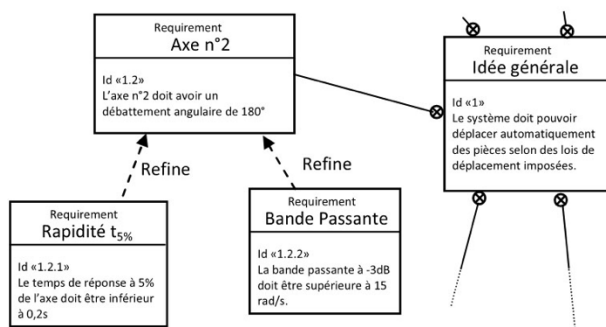 Requirement
Axe n°2
Id «1.2»
L’axe n°2 doit avoir un
débattement angulaire de 180°
Requirement
Idée générale
Id «1»
Le système doit pouvoir
déplacer automatiquement
des pièces selon des lois de
déplacement imposées.
Refine
Refine
Requirement
Rapidité t5%
Id «1.2.1»
Le temps de réponse à 5%
de l’axe doit être inférieur
à 0,2s
Requirement
Bande Passante
Id «1.2.2»
La bande passante à -3dB
doit être supérieure à 15
rad/s.